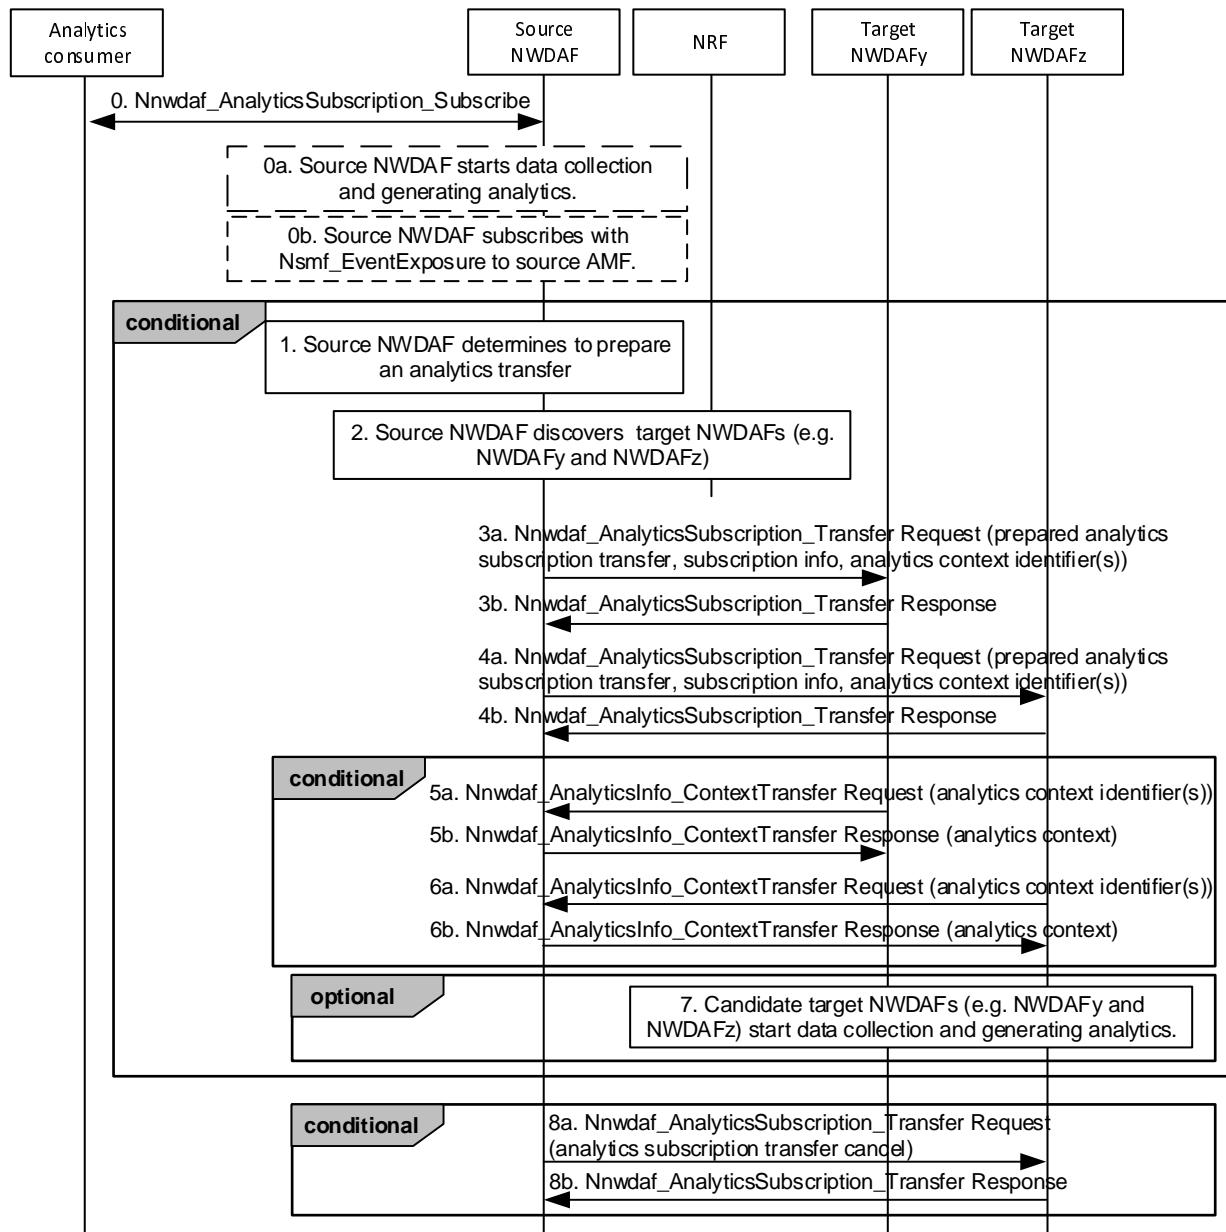 Analytics
consumer
Source
NWDAF
NRF
Target
NWDAFy
Target
NWDAFz
0. Nnwdaf_AnalyticsSubscription_Subscribe
0a. Source NWDAF starts data collection
and generating analytics.
0b. Source NWDAF subscribes with
Nsmf_EventExposure to source AMF.
conditional
1. Source NWDAF determines to prepare
an analytics transfer
2. Source NWDAF discovers target NWDAFs (e.g.
NWDAFy and NWDAFz)
3a. Nnwdaf_AnalyticsSubscription_Transfer Request (prepared analytics
subscription transfer, subscription info, analytics context identifier(s))
3b. Nnwdaf_AnalyticsSubscription_Transfer Response
4a. Nnwdaf_AnalyticsSubscription_Transfer Request (prepared analytics
subscription transfer, subscription info, analytics context identifier(s))
4b. Nnwdaf_AnalyticsSubscription_Transfer Response
conditional
5a. Nnwdaf_AnalyticsInfo_ContextTransfer Request (analytics context identifier(s))
5b. Nnwdaf_AnalyticsInfo_ContextTransfer Response (analytics context)
6a. Nnwdaf_AnalyticsInfo_ContextTransfer Request (analytics context identifier(s))
6b. Nnwdaf_AnalyticsInfo_ContextTransfer Response (analytics context)
optional
7. Candidate target NWDAFs (e.g. NWDAFy and
NWDAFz) start data collection and generating analytics.
conditional
8a. Nnwdaf_AnalyticsSubscription_Transfer Request
(analytics subscription transfer cancel)
8b. Nnwdaf_AnalyticsSubscription_Transfer Response